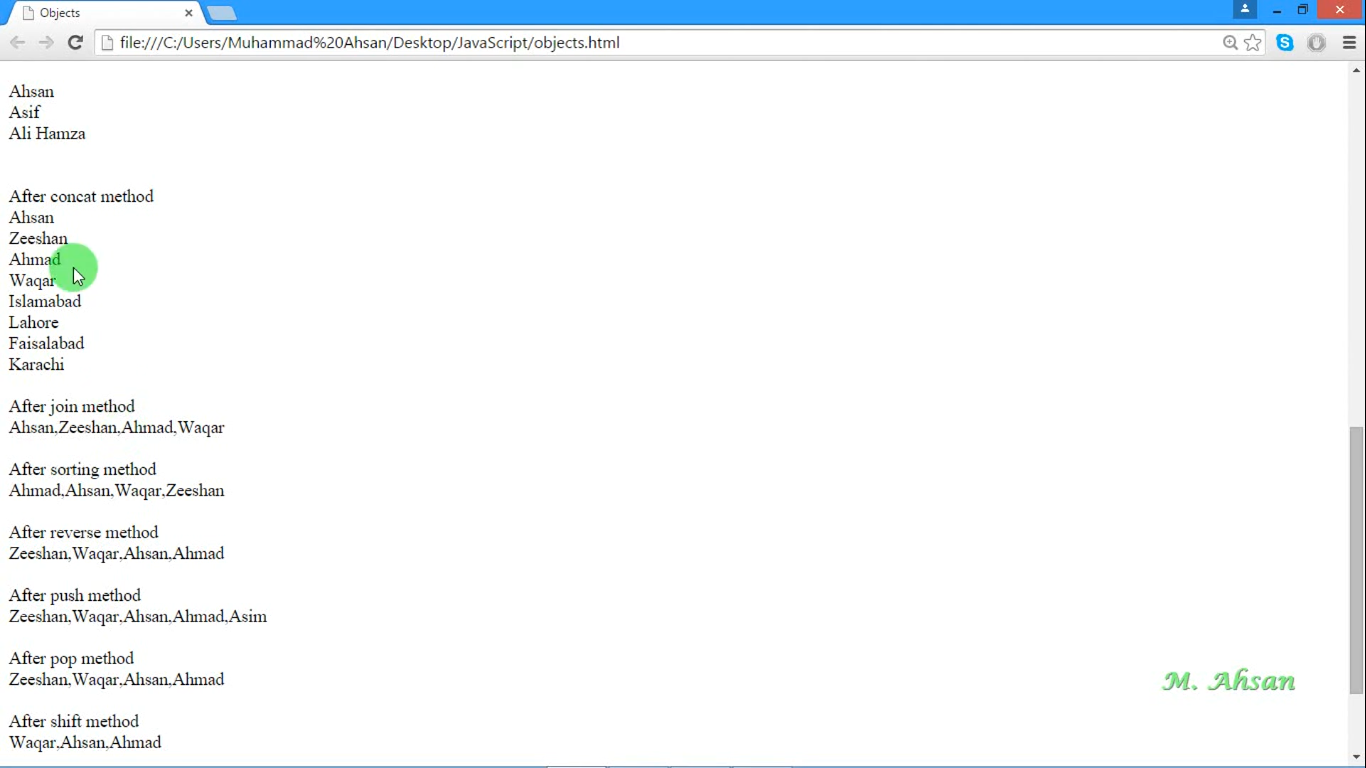 Objects
file:///C:/Users/Muhammad%20Ahsan/Desktop/JavaScript/objects.html
Ahsan
Asif
Ali Hamza
After concat method
Ahsan
Zeeshan
Ahmad
Waqar
Islamabad
Lahore
Faisalabad
Karachi
After join method
Ahsan,Zeeshan,Ahmad,Waqar
After sorting method
Ahmad,Ahsan,Waqar,Zeeshan
After reverse method
Zeeshan,Waqar,Ahsan,Ahmad
After push method
Zeeshan,Waqar,Ahsan,Ahmad,Asim
After pop method
Zeeshan,Waqar,Ahsan,Ahmad
M. Ahsan
After shift method
Waqar,Ahsan,Ahmad